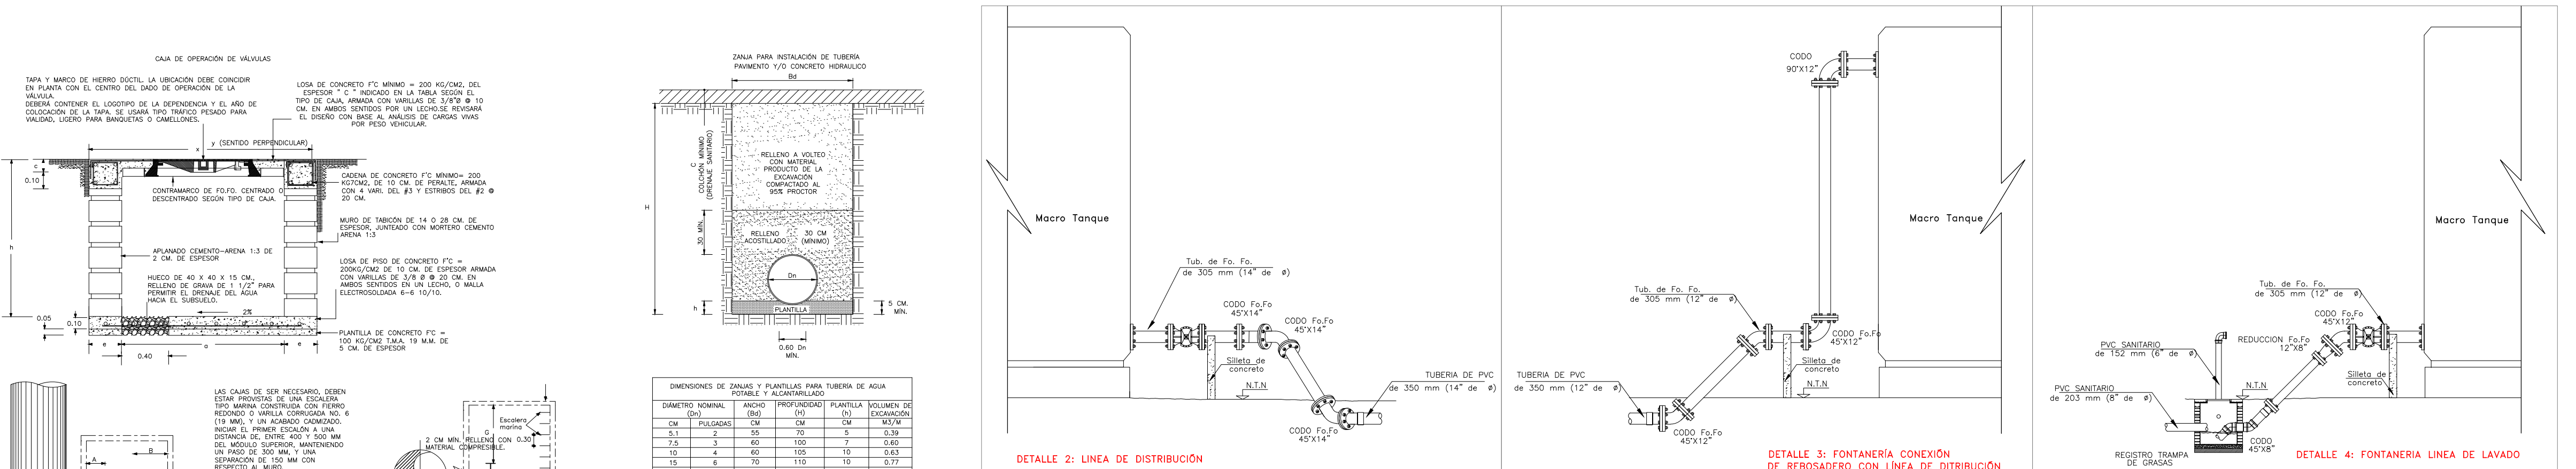 CAJA DE OPERACIÓN DE VÁLVULAS
TAPA Y MARCO DE HIERRO DÚCTIL. LA UBICACIÓN DEBE COINCIDIR
EN PLANTA CON EL CENTRO DEL DADO DE OPERACIÓN DE LA
VÁLVULA.
DEBERÁ CONTENER EL LOGOTIPO DE LA DEPENDENCIA Y EL AÑO DE
COLOCACIÓN DE LA TAPA. SE USARÁ TIPO TRÁFICO PESADO PARA
VIALIDAD, LIGERO PARA BANQUETAS O CAMELLONES.
LOSA DE CONCRETO F'C MÍNIMO = 200 KG/CM2, DEL
ESPESOR " C " INDICADO EN LA TABLA SEGÚN EL
TIPO DE CAJA, ARMADA CON VARILLAS DE 3/8"Ø @ 10
CM. EN AMBOS SENTIDOS POR UN LECHO.SE REVISARÁ
EL DISEÑO CON BASE AL ANÁLISIS DE CARGAS VIVAS
POR PESO VEHICULAR.
y (SENTIDO PERPENDICULAR)
x
c
0.10
h
CONTRAMARCO DE FO.FO. CENTRADO O
DESCENTRADO SEGÚN TIPO DE CAJA.
CADENA DE CONCRETO F'C MÍNIMO= 200
KG7CM2, DE 10 CM. DE PERALTE, ARMADA
CON 4 VARI. DEL #3 Y ESTRIBOS DEL #2 @
20 CM.
MURO DE TABICÓN DE 14 O 28 CM. DE
ESPESOR, JUNTEADO CON MORTERO CEMENTO
ARENA 1:3
APLANADO CEMENTO-ARENA 1:3 DE
2 CM. DE ESPESOR
HUECO DE 40 X 40 X 15 CM.,
RELLENO DE GRAVA DE 1 1/2" PARA
PERMITIR EL DRENAJE DEL AGUA
HACIA EL SUBSUELO.
LOSA DE PISO DE CONCRETO F'C =
200KG/CM2 DE 10 CM. DE ESPESOR ARMADA
CON VARILLAS DE 3/8 Ø @ 20 CM. EN
AMBOS SENTIDOS EN UN LECHO, O MALLA
ELECTROSOLDADA 6-6 10/10.
2%
0.05
0.10
PLANTILLA DE CONCRETO F'C =
100 KG/CM2 T.M.A. 19 M.M. DE
5 CM. DE ESPESOR
e
a
e
0.40
LAS CAJAS DE SER NECESARIO, DEBEN
ESTAR PROVISTAS DE UNA ESCALERA
TIPO MARINA CONSTRUIDA CON FIERRO
REDONDO O VARILLA CORRUGADA NO. 6
(19 MM), Y UN ACABADO CADMIZADO.
INICIAR EL PRIMER ESCALÓN A UNA
DISTANCIA DE, ENTRE 400 Y 500 MM
DEL MÓDULO SUPERIOR, MANTENIENDO
UN PASO DE 300 MM, Y UNA
SEPARACIÓN DE 150 MM CON
RESPECTO AL MURO.
A
B
Escalera
marina
G
0.30
2 CM MÍN. RELLENO CON
MATERIAL COMPRESIBLE.
ZANJA PARA INSTALACIÓN DE TUBERÍA
PAVIMENTO Y/O CONCRETO HIDRAULICO
Bd
H
C
COLCHÓN MÍNIMO
(DRENAJE SANITARIO)
RELLENO A VOLTEO
CON MATERIAL
PRODUCTO DE LA
EXCAVACIÓN
COMPACTADO AL
95% PROCTOR
30 MÍN.
RELLENO
ACOSTILLADO
30 CM
(MÍNIMO)
Dn
h
PLANTILLA
5 CM.
MÍN.
0.60 Dn
MÍN.
DIMENSIONES DE ZANJAS Y PLANTILLAS PARA TUBERÍA DE AGUA
POTABLE Y ALCANTARILLADO
DIÁMETRO NOMINAL (Dn) ANCHO (Bd) PROFUNDIDAD (H) PLANTILLA (h) VOLUMEN DE EXCAVACIÓN
CM PULGADAS CM CM CM M3/M
5.1 2 55 70 5 0.39
7.5 3 60 100 7 0.60
10 4 60 105 10 0.63
15 6 70 110 10 0.77
Macro Tanque
Tub. de Fo. Fo.
de 305 mm (14" de ø)
CODO Fo.Fo
45°X14"
CODO Fo.Fo
45°X14"
Silleta de
concreto
N.T.N
TUBERIA DE PVC
de 350 mm (14" de ø)
CODO Fo.Fo
45°X14"
DETALLE 2: LINEA DE DISTRIBUCIÓN
CODO
90°X12"
Macro Tanque
Tub. de Fo. Fo.
de 305 mm (12" de ø)
CODO Fo.Fo
45°X12"
Silleta de
concreto
N.T.N
TUBERIA DE PVC
de 350 mm (12" de ø)
CODO Fo.Fo
45°X12"
DETALLE 3: FONTANERÍA CONEXIÓN
DE REBOSADERO CON LÍNEA DE DITRIBUCIÓN
Macro Tanque
Tub. de Fo. Fo.
de 305 mm (12" de ø)
CODO Fo.Fo
45°X12"
REDUCCION Fo.Fo
12"X8"
PVC SANITARIO
de 152 mm (6" de ø)
Silleta de
concreto
PVC SANITARIO
de 203 mm (8" de ø)
N.T.N
CODO
45°X8"
REGISTRO TRAMPA
DE GRASAS
DETALLE 4: FONTANERIA LINEA DE LAVADO